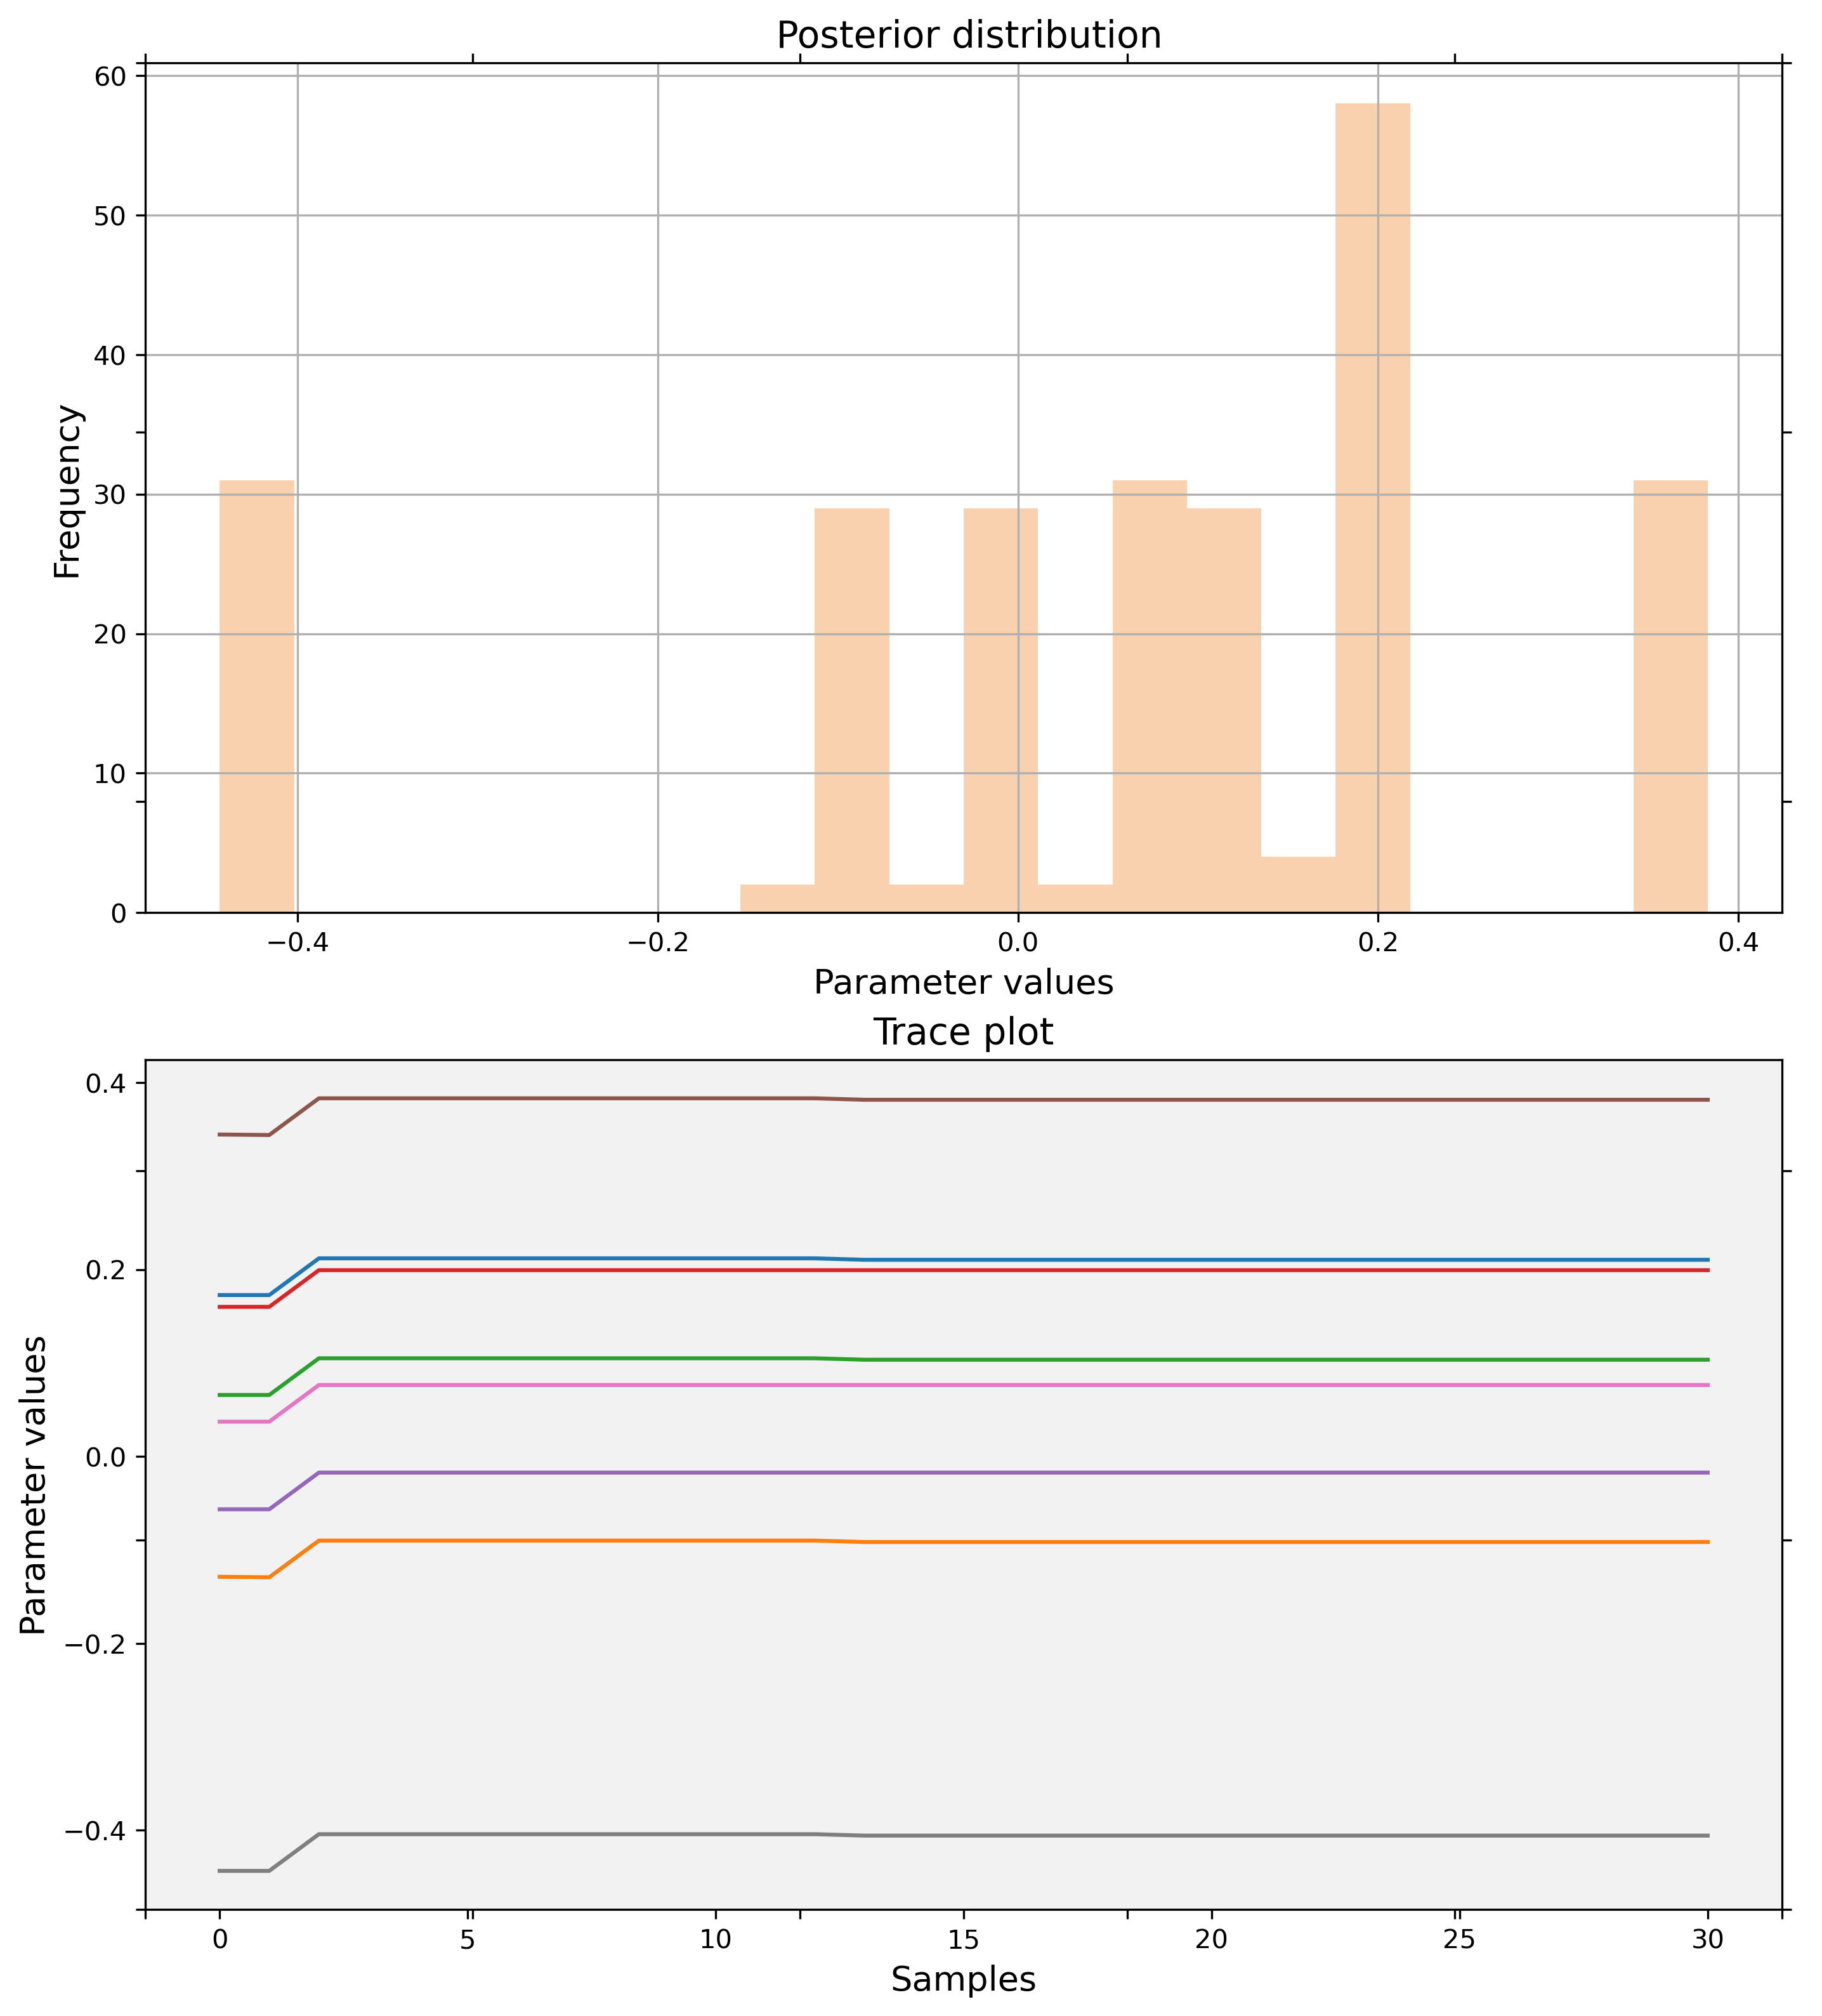 Posterior distribution
60
50
40
30
20
10
0
Frequency
−0.4 −0.2 0.0 0.2 0.4
Parameter values
Trace plot
0.4
0.2
0.0
−0.2
−0.4
Parameter values
0 5 10 15 20 25 30
Samples